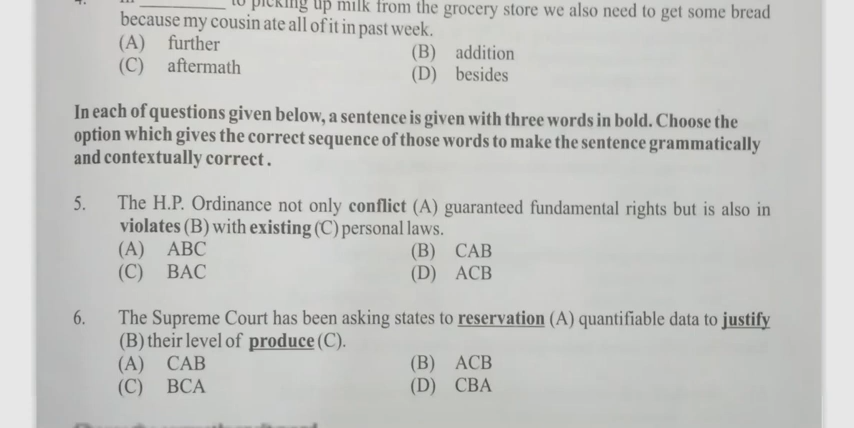 4. In ________ to picking up milk from the grocery store we also need to get some bread
because my cousin ate all of it in past week.
(A) further (B) addition
(C) aftermath (D) besides
In each of questions given below, a sentence is given with three words in bold. Choose the
option which gives the correct sequence of those words to make the sentence grammatically
and contextually correct .
5. The H.P. Ordinance not only conflict (A) guaranteed fundamental rights but is also in
violates (B) with existing (C) personal laws.
(A) ABC (B) CAB
(C) BAC (D) ACB
6. The Supreme Court has been asking states to reservation (A) quantifiable data to justify
(B) their level of produce (C).
(A) CAB (B) ACB
(C) BCA (D) CBA